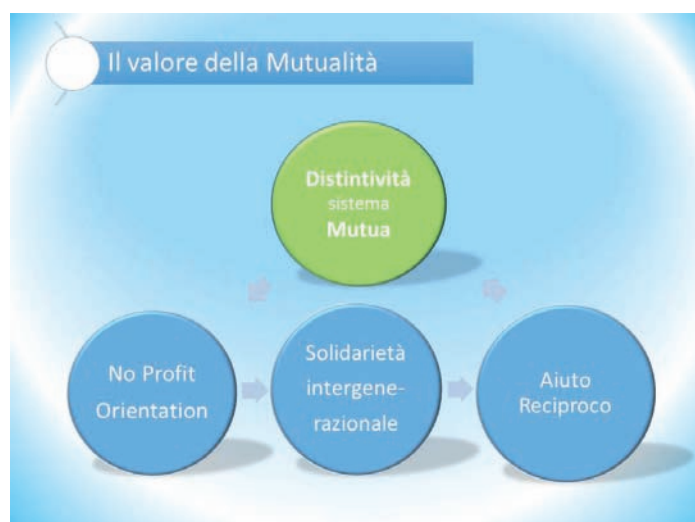 Il valore della Mutualità
Distintività
sistema
Mutua
No Profit
Orientation
Solidarietà
intergene-
razionale
Aiuto
Reciproco